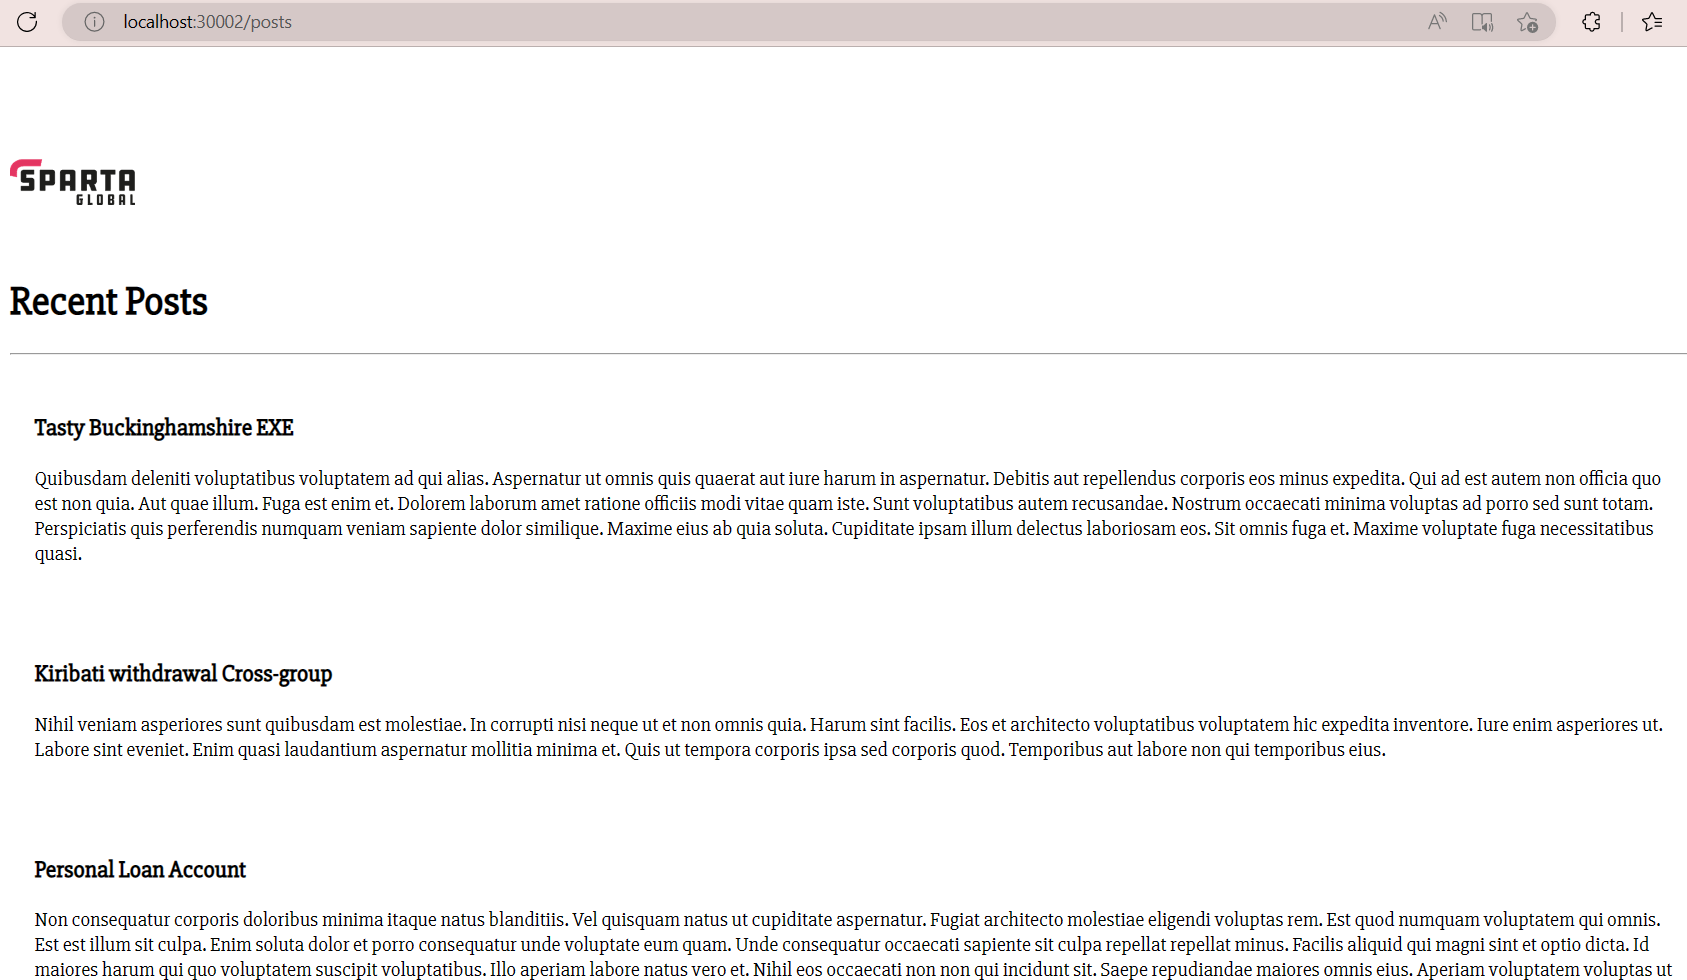 localhost:30002/posts
SPARTA
GLOBAL
Recent Posts
Tasty Buckinghamshire EXE
Quibusdam deleniti voluptatibus voluptatem ad qui alias. Aspernatur ut omnis quis quaerat aut iure harum in aspernatur. Debitis aut repellendus corporis eos minus expedita. Qui ad est autem non officia quo
est non quia. Aut quae illum. Fuga est enim et. Dolorem laborum amet ratione officiis modi vitae quam iste. Sunt voluptatibus autem recusandae. Nostrum occaecati minima voluptas ad porro sed sunt totam.
Perspiciatis quis perferendis numquam veniam sapiente dolor similique. Maxime eius ab quia soluta. Cupiditate ipsam illum delectus laboriosam eos. Sit omnis fuga et. Maxime voluptate fuga necessitatibus
quasi.
Kiribati withdrawal Cross-group
Nihil veniam asperiores sunt quibusdam est molestiae. In corrupti nisi neque ut et non omnis quia. Harum sint facilis. Eos et architecto voluptatibus voluptatem hic expedita inventore. Iure enim asperiores ut.
Labore sint eveniet. Enim quasi laudantium aspernatur mollitia minima et. Quis ut tempora corporis ipsa sed corporis quod. Temporibus aut labore non qui temporibus eius.
Personal Loan Account
Non consequatur corporis doloribus minima itaque natus blanditiis. Vel quisquam natus ut cupiditate aspernatur. Fugiat architecto molestiae eligendi voluptas rem. Est quod numquam voluptatem qui omnis.
Est est illum sit culpa. Enim soluta dolor et porro consequatur unde voluptate eum quam. Unde consequatur occaecati sapiente sit culpa repellat repellat minus. Facilis aliquid qui magni sint et optio dicta. Id
maiores harum qui quo voluptatem suscipit voluptatibus. Illo aperiam labore natus vero et. Nihil eos occaecati non non qui incidunt sit. Saepe repudiandae maiores omnis eius. Aperiam voluptatem voluptas ut